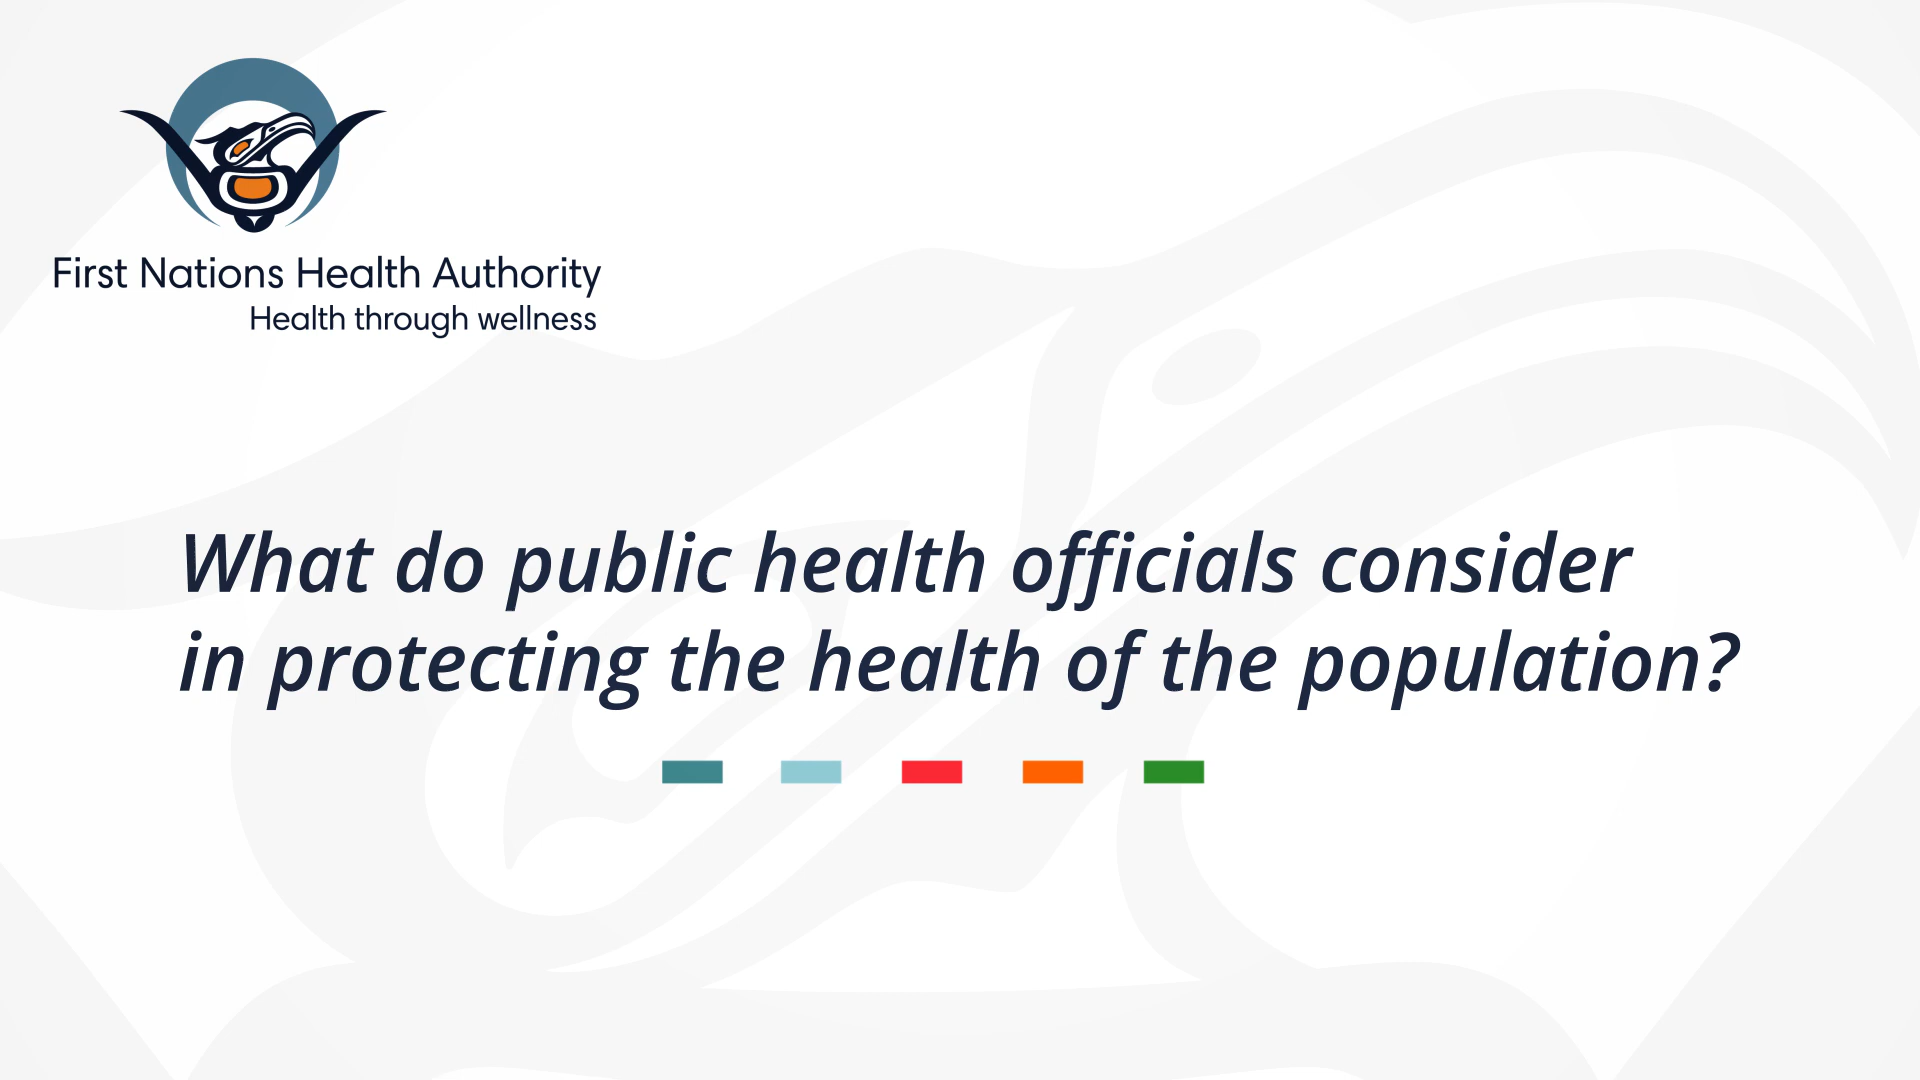 First Nations Health Authority
Health through wellness
What do public health officials consider
in protecting the health of the population?